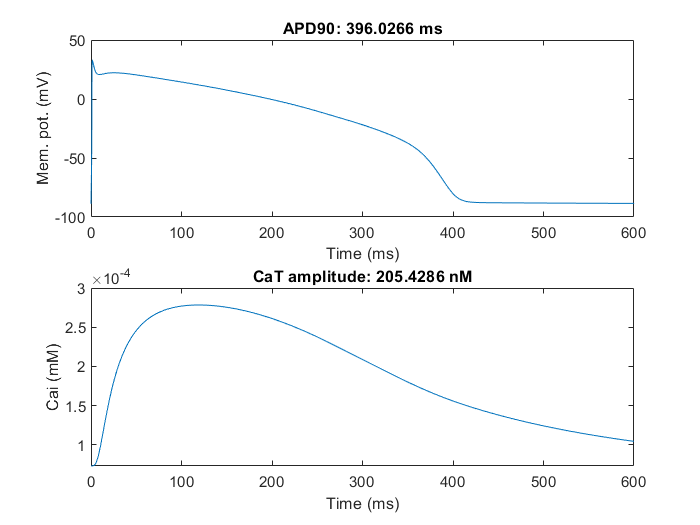 APD90: 396.0266 ms
50
0
-50
-100
Mem. pot. (mV)
0 100 200 300 400 500 600
Time (ms)
×10-4
CaT amplitude: 205.4286 nM
3
2.5
2
1.5
1
Cai (mM)
0 100 200 300 400 500 600
Time (ms)